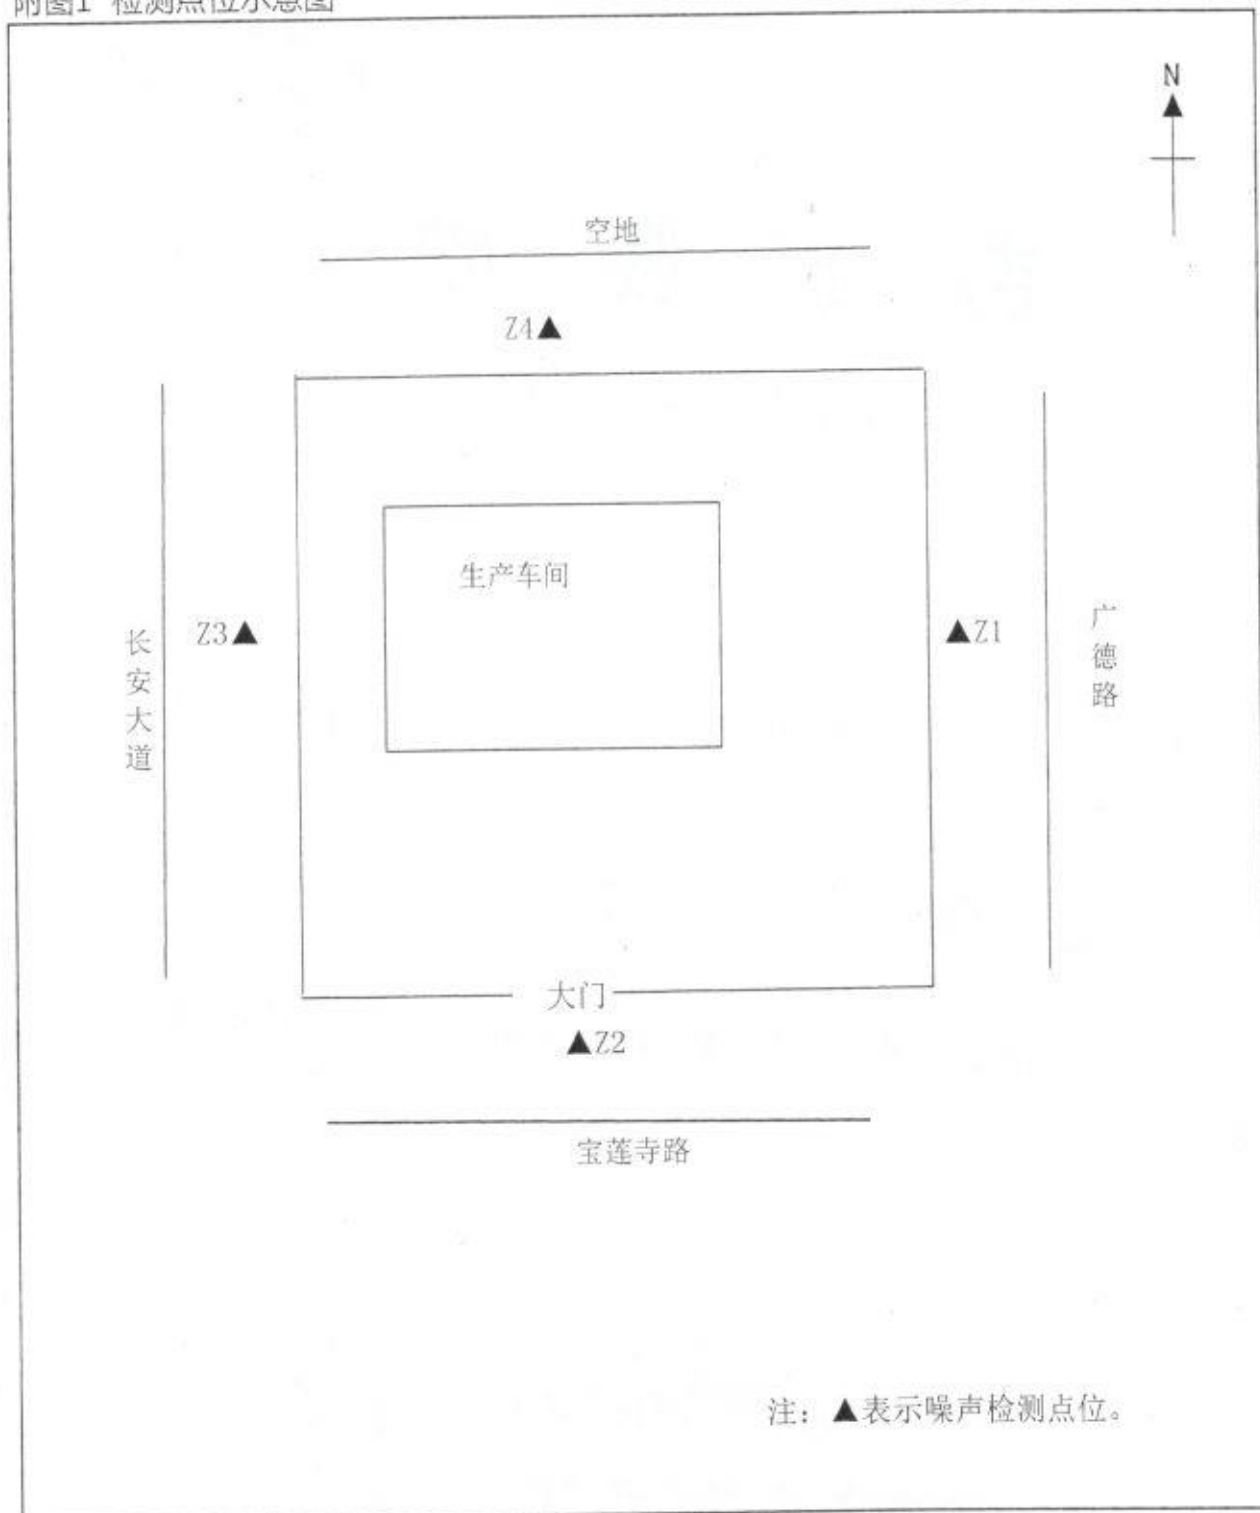 附图1 检测点位示意图
N
空地
Z4▲
生产车间
长安大道
Z3▲
▲Z1
广德路
大门
▲Z2
宝莲寺路
注：▲表示噪声检测点位。